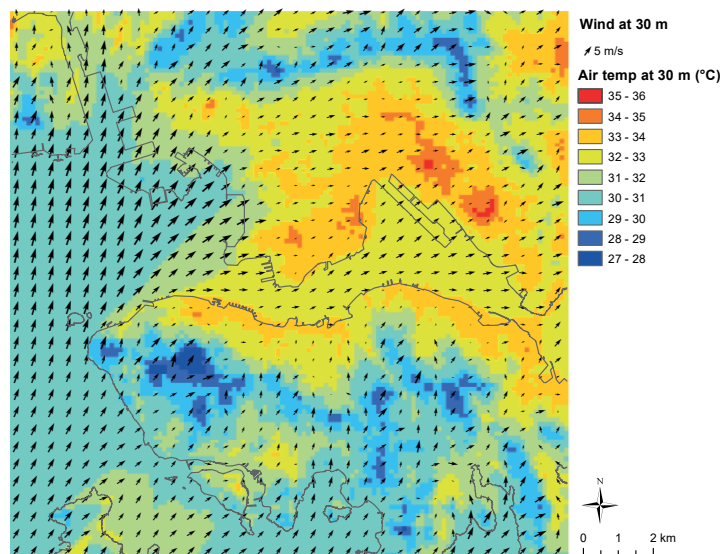 Wind at 30 m
5 m/s
Air temp at 30 m (°C)
35 - 36
34 - 35
33 - 34
32 - 33
31 - 32
30 - 31
29 - 30
28 - 29
27 - 28
N
0 1 2 km